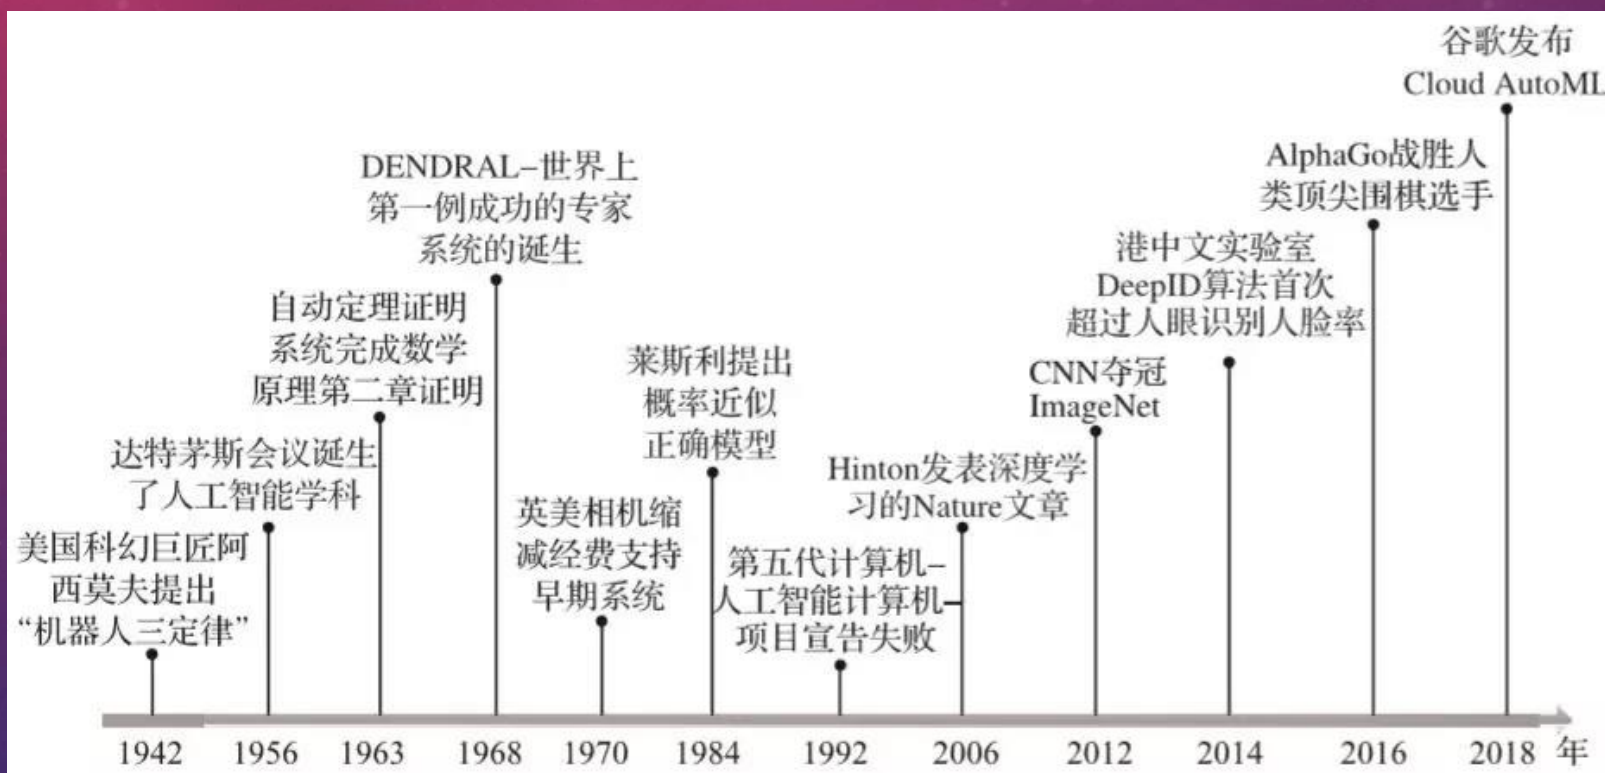 美国科幻巨匠阿
西莫夫提出
“机器人三定律”
达特茅斯会议诞生
了人工智能学科
自动定理证明
系统完成数学
原理第二章证明
DENDRAL–世界上
第一例成功的专家
系统的诞生
英美相机缩
减经费支持
早期系统
莱斯利提出
概率近似
正确模型
第五代计算机–
人工智能计算机–
项目宣告失败
Hinton发表深度学
习的Nature文章
CNN夺冠
ImageNet
港中文实验室
DeepID算法首次
超过人眼识别人脸率
AlphaGo战胜人
类顶尖围棋选手
谷歌发布
Cloud AutoML
1942 1956 1963 1968 1970 1984 1992 2006 2012 2014 2016 2018 年